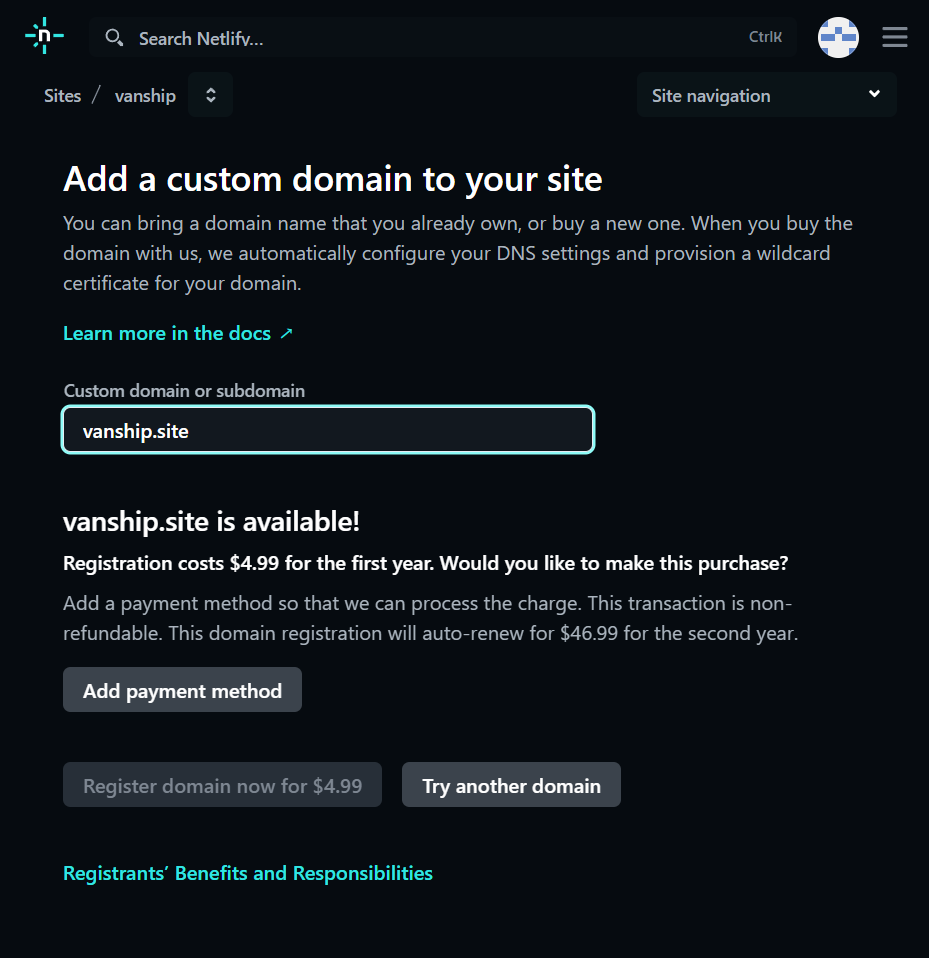 n
Search Netlify... CtrlK
Sites / vanship
Site navigation
Add a custom domain to your site
You can bring a domain name that you already own, or buy a new one. When you buy the
domain with us, we automatically configure your DNS settings and provision a wildcard
certificate for your domain.
Learn more in the docs ↗
Custom domain or subdomain
vanship.site
vanship.site is available!
Registration costs $4.99 for the first year. Would you like to make this purchase?
Add a payment method so that we can process the charge. This transaction is non-
refundable. This domain registration will auto-renew for $46.99 for the second year.
Add payment method
Register domain now for $4.99
Try another domain
Registrants’ Benefits and Responsibilities